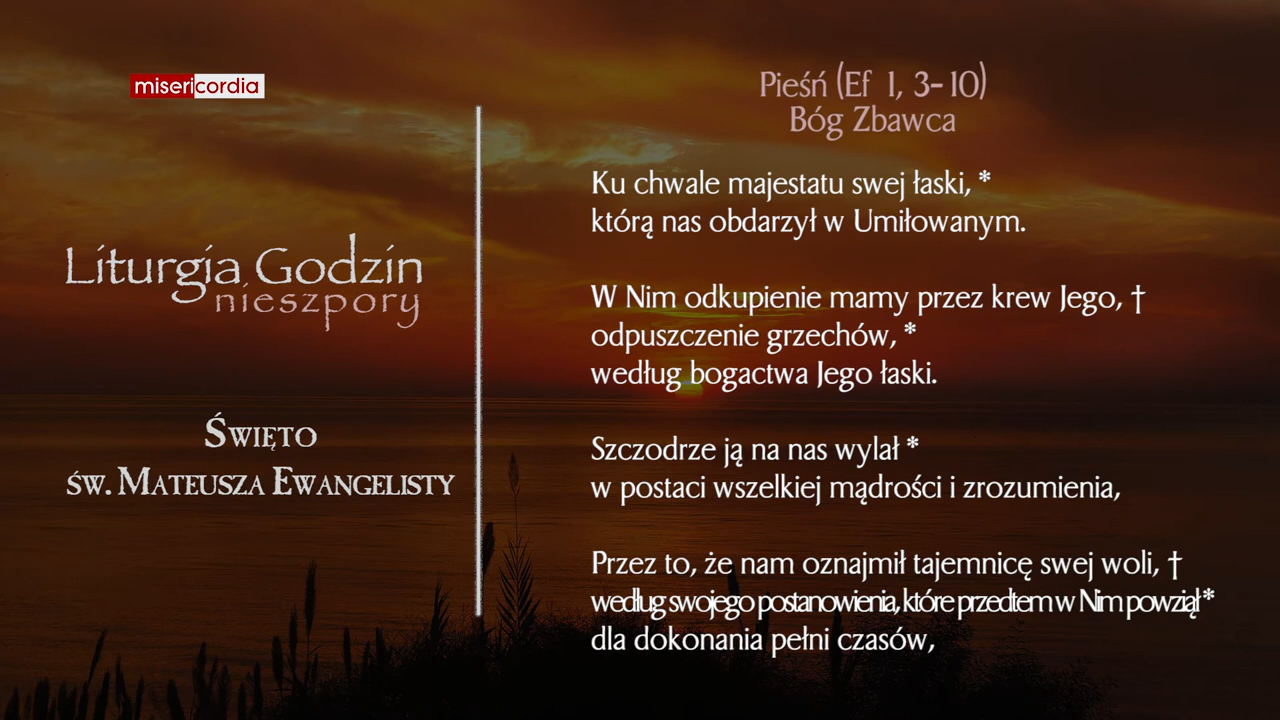 misericordia
Liturgia Godzin
nieszpory
Święto
św. Mateusza Ewangelisty
Pieśń (Ef 1, 3-10)
Bóg Zbawca
Ku chwale majestatu swej łaski, *
którą nas obdarzył w Umiłowanym.
W Nim odkupienie mamy przez krew Jego, †
odpuszczenie grzechów, *
według bogactwa Jego łaski.
Szczodrze ją na nas wylał *
w postaci wszelkiej mądrości i zrozumienia,
Przez to, że nam oznajmił tajemnicę swej woli, †
według swojego postanowienia, które przedtem w Nim powziął *
dla dokonania pełni czasów,